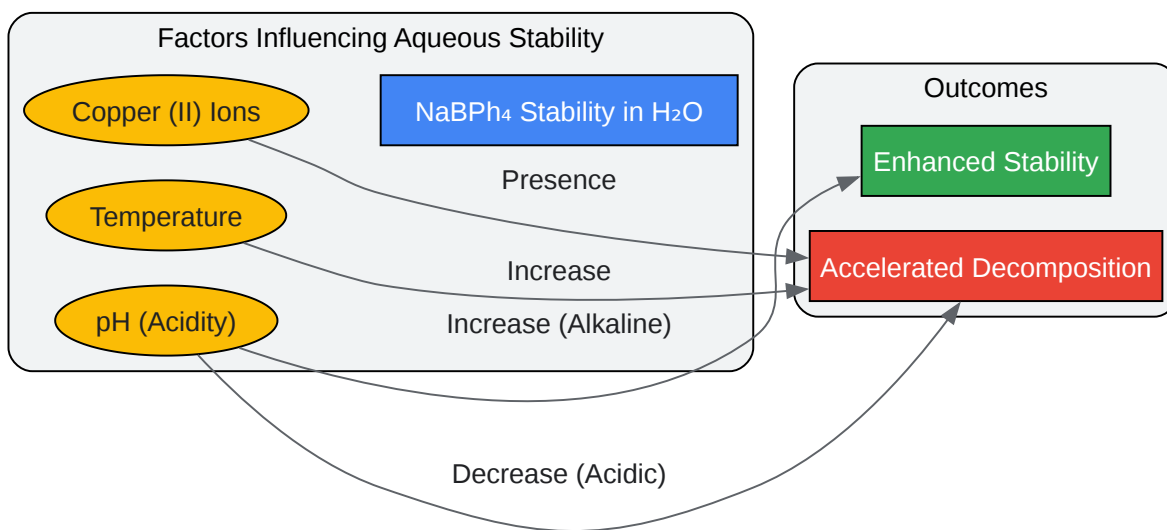 Factors Influencing Aqueous Stability
Copper (II) Ions
NaBPh₄ Stability in H₂O
Temperature
pH (Acidity)
Presence
Increase
Increase (Alkaline)
Decrease (Acidic)
Outcomes
Enhanced Stability
Accelerated Decomposition